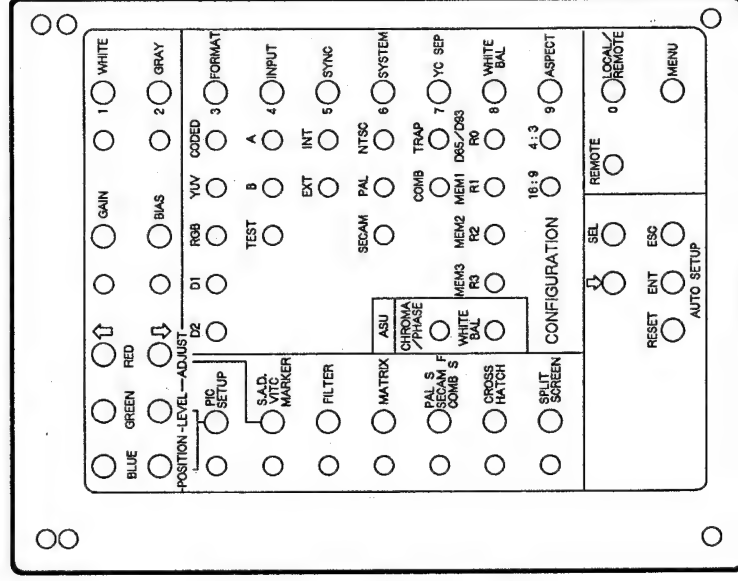 GAIN
1 WHITE
BLUE GREEN RED
BIAS
2 GRAY
POSITION-LEVEL-ADJUST
D2 D1 RGB YUV CODED
PIC
SETUP
3 FORMAT
S.A.D.
VITC
MARKER
TEST B A
4 INPUT
FILTER
EXT INT
5 SYNC
MATRIX
ASU
SECAM PAL NTSC
6 SYSTEM
PAL S
SECAM F
COMB S
CHROMA
/PHASE
COMB TRAP
7 YC SEP
CROSS
HATCH
WHITE
BAL
MEM3 MEM2 MEM1 D65/D93
R3 R2 R1 R0
8 WHITE
BAL
SPLIT
SCREEN
CONFIGURATION
16:9 4:3
9 ASPECT
SEL
REMOTE
0 LOCAL/
REMOTE
RESET ENT ESC
AUTO SETUP
MENU